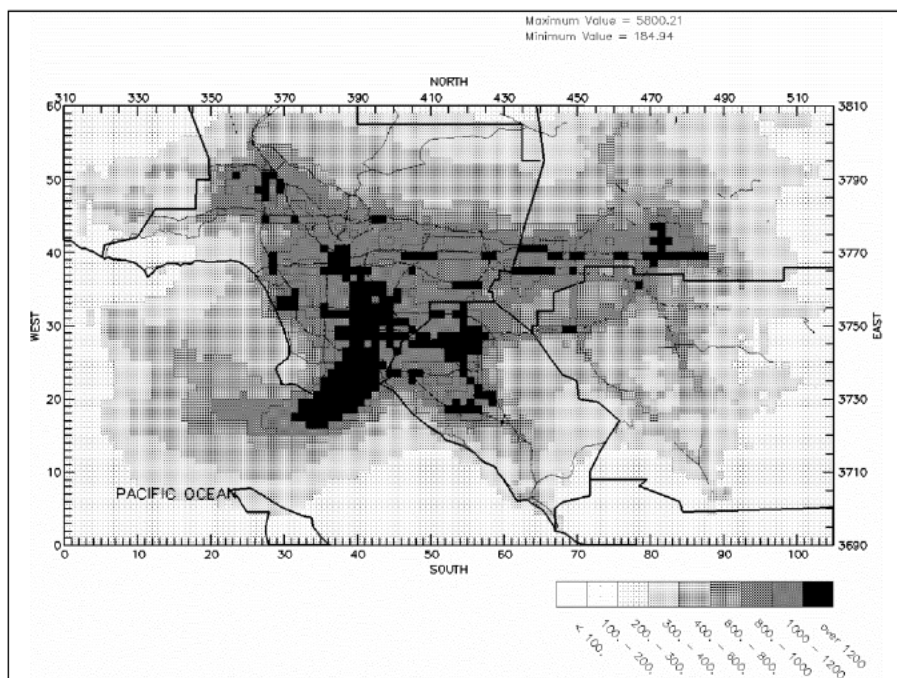 Maximum Value = 5800.21
Minimum Value = 184.94
NORTH
310 330 350 370 390 410 430 450 470 490 510
60 3810
50 3790
40 3770
30 3750
20 3730
10 3710
0 3690
WEST
EAST
PACIFIC OCEAN
0 10 20 30 40 50 60 70 80 90 100
SOUTH
< 100.
100. - 200.
200. - 300.
300. - 400.
400. - 600.
600. - 800.
800. - 1000
1000 - 1200
over 1200